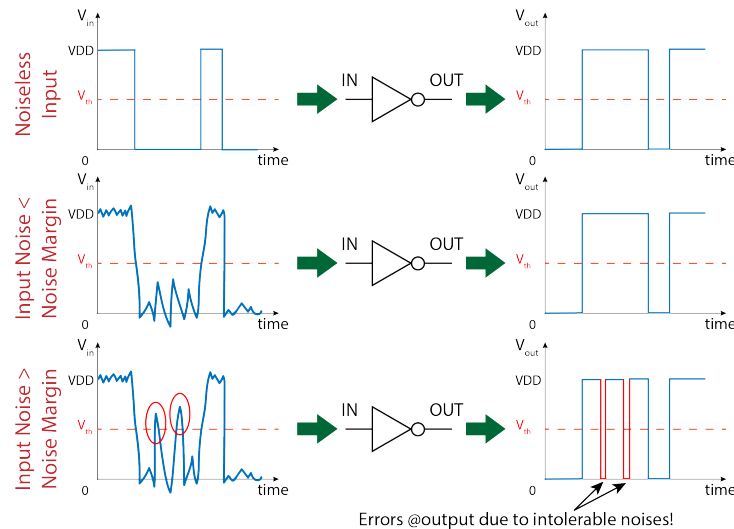 Noiseless
Input
V_in
VDD
V_th
0
time
IN
OUT
V_out
VDD
V_th
0
time
Input Noise <
Noise Margin
V_in
VDD
V_th
0
time
IN
OUT
V_out
VDD
V_th
0
time
Input Noise >
Noise Margin
V_in
VDD
V_th
0
time
IN
OUT
V_out
VDD
V_th
0
time
Errors @output due to intolerable noises!